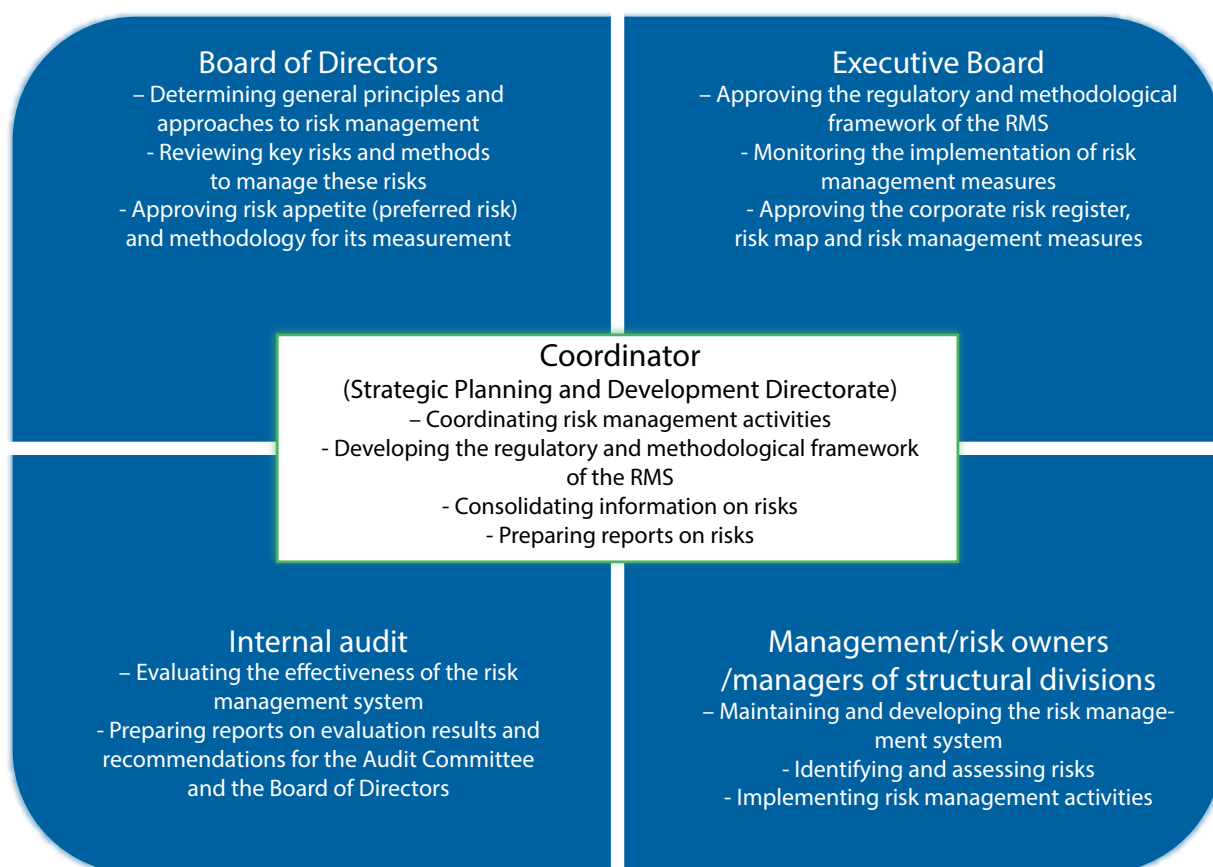 Board of Directors
– Determining general principles and
approaches to risk management
- Reviewing key risks and methods
to manage these risks
- Approving risk appetite (preferred risk)
and methodology for its measurement
Executive Board
– Approving the regulatory and methodological
framework of the RMS
- Monitoring the implementation of risk
management measures
- Approving the corporate risk register,
risk map and risk management measures
Coordinator
(Strategic Planning and Development Directorate)
– Coordinating risk management activities
- Developing the regulatory and methodological framework
of the RMS
- Consolidating information on risks
- Preparing reports on risks
Internal audit
– Evaluating the effectiveness of the risk
management system
- Preparing reports on evaluation results and
recommendations for the Audit Committee
and the Board of Directors
Management/risk owners
/managers of structural divisions
– Maintaining and developing the risk manage-
ment system
- Identifying and assessing risks
- Implementing risk management activities